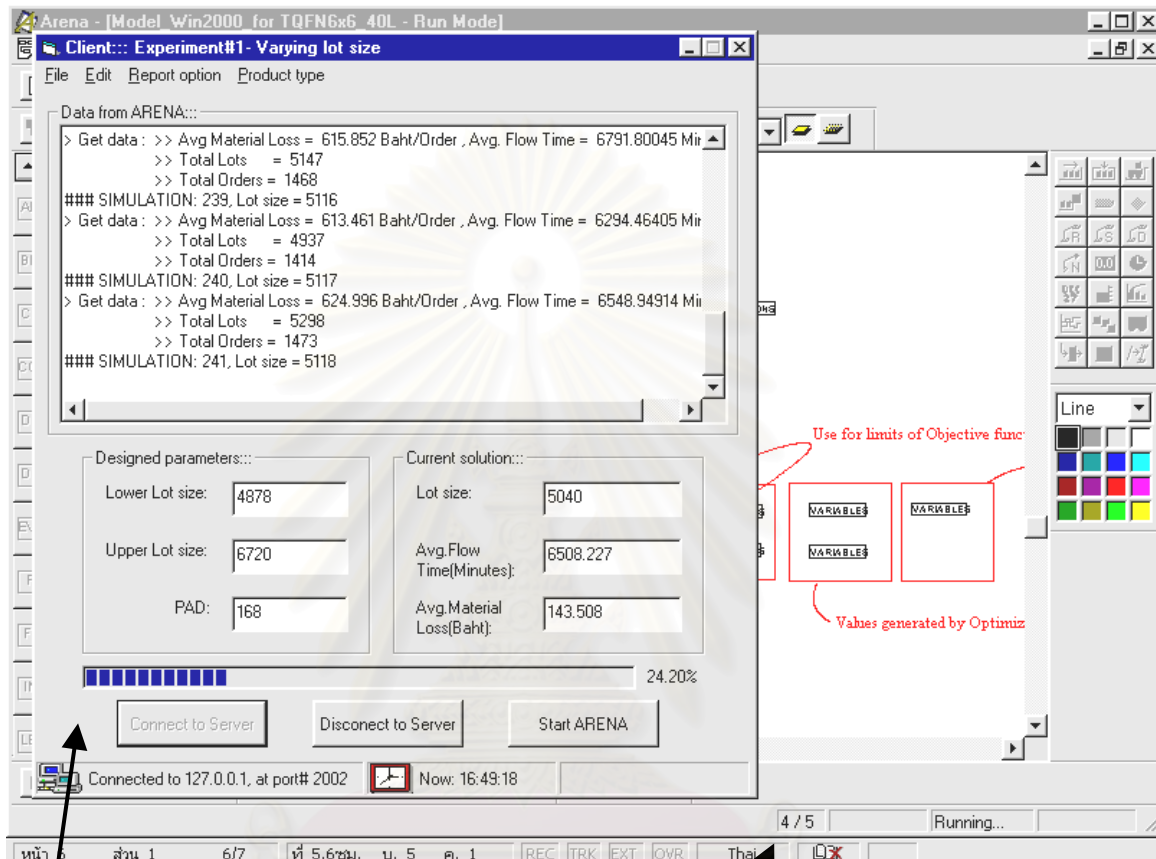 Arena - [Model_Win2000_for TQFN6x6_40L - Run Mode]
Client::: Experiment#1- Varying lot size
File Edit Report option Product type
Data from ARENA:::
> Get data : >> Avg Material Loss = 615.852 Baht/Order , Avg. Flow Time = 6791.80045 Mir
>> Total Lots = 5147
>> Total Orders = 1468
### SIMULATION: 239, Lot size = 5116
> Get data : >> Avg Material Loss = 613.461 Baht/Order , Avg. Flow Time = 6294.46405 Mir
>> Total Lots = 4937
>> Total Orders = 1414
### SIMULATION: 240, Lot size = 5117
> Get data : >> Avg Material Loss = 624.996 Baht/Order , Avg. Flow Time = 6548.94914 Mir
>> Total Lots = 5298
>> Total Orders = 1473
### SIMULATION: 241, Lot size = 5118
Line
Use for limits of Objective func
VARIABLES VARIABLES
VARIABLES
Values generated by Optimiz
Designed parameters:::
Lower Lot size: 4878
Upper Lot size: 6720
PAD: 168
Current solution:::
Lot size: 5040
Avg.Flow
Time(Minutes): 6508.227
Avg.Material
Loss(Baht): 143.508
24.20%
Connect to Server Disconect to Server Start ARENA
Connected to 127.0.0.1, at port# 2002 Now: 16:49:18
4 / 5 Running...
หน้า 6 ส่วน 1 6/7 ที่ 5.6ซม. บ. 5 ค. 1 REC TRK EXT OVR Thai